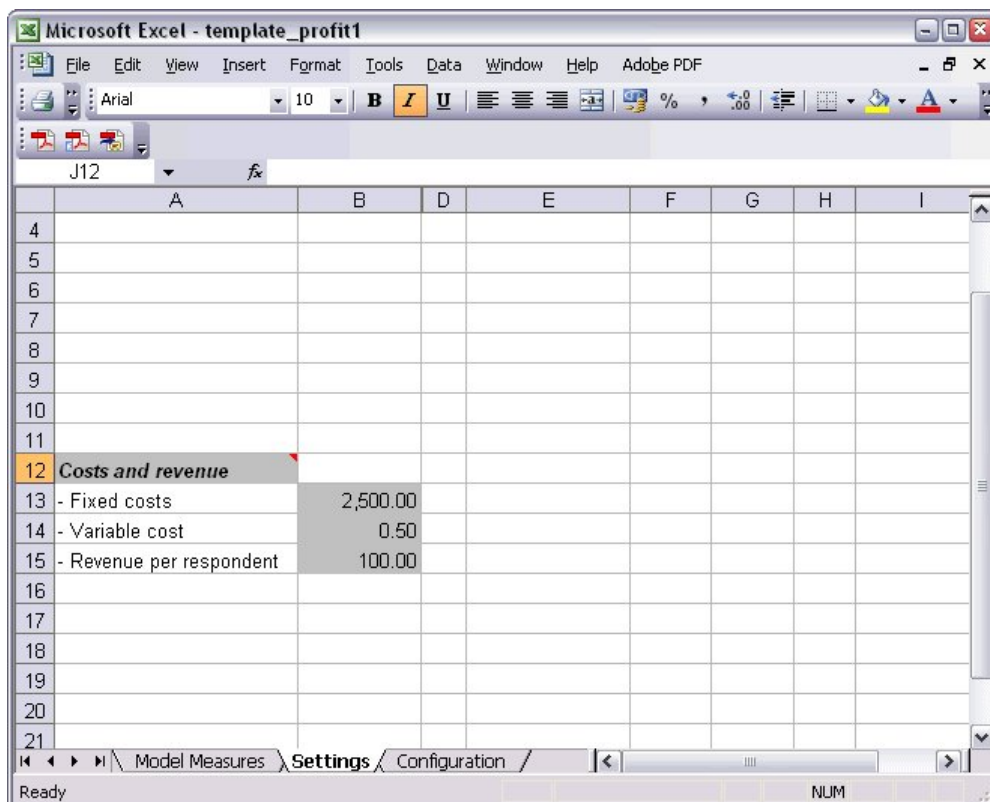 Microsoft Excel - template_profit1
File Edit View Insert Format Tools Data Window Help Adobe PDF
Arial 10 B I U % ,
J12 fx
A B D E F G H I
4
5
6
7
8
9
10
11
12 Costs and revenue
13 - Fixed costs 2,500.00
14 - Variable cost 0.50
15 - Revenue per respondent 100.00
16
17
18
19
20
21
Model Measures Settings Configuration
Ready NUM